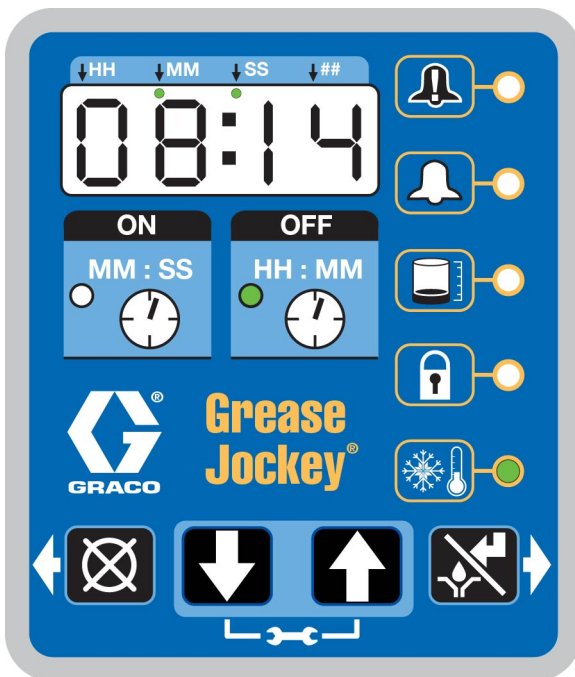 HH MM SS ##
08:14
ON OFF
MM : SS HH : MM
Grease
Jockey®
®
GRACO